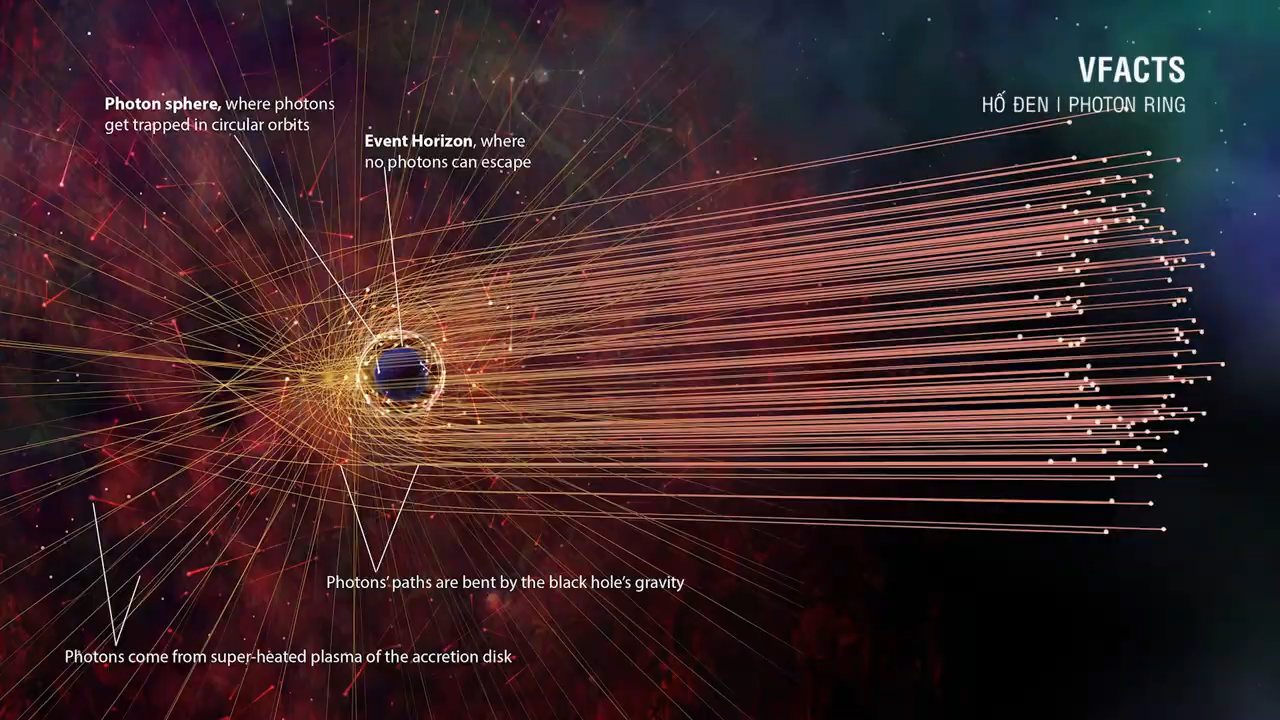 VFACTS
HỐ ĐEN | PHOTON RING
Photon sphere, where photons
get trapped in circular orbits
Event Horizon, where
no photons can escape
Photons' paths are bent by the black hole's gravity
Photons come from super-heated plasma of the accretion disk